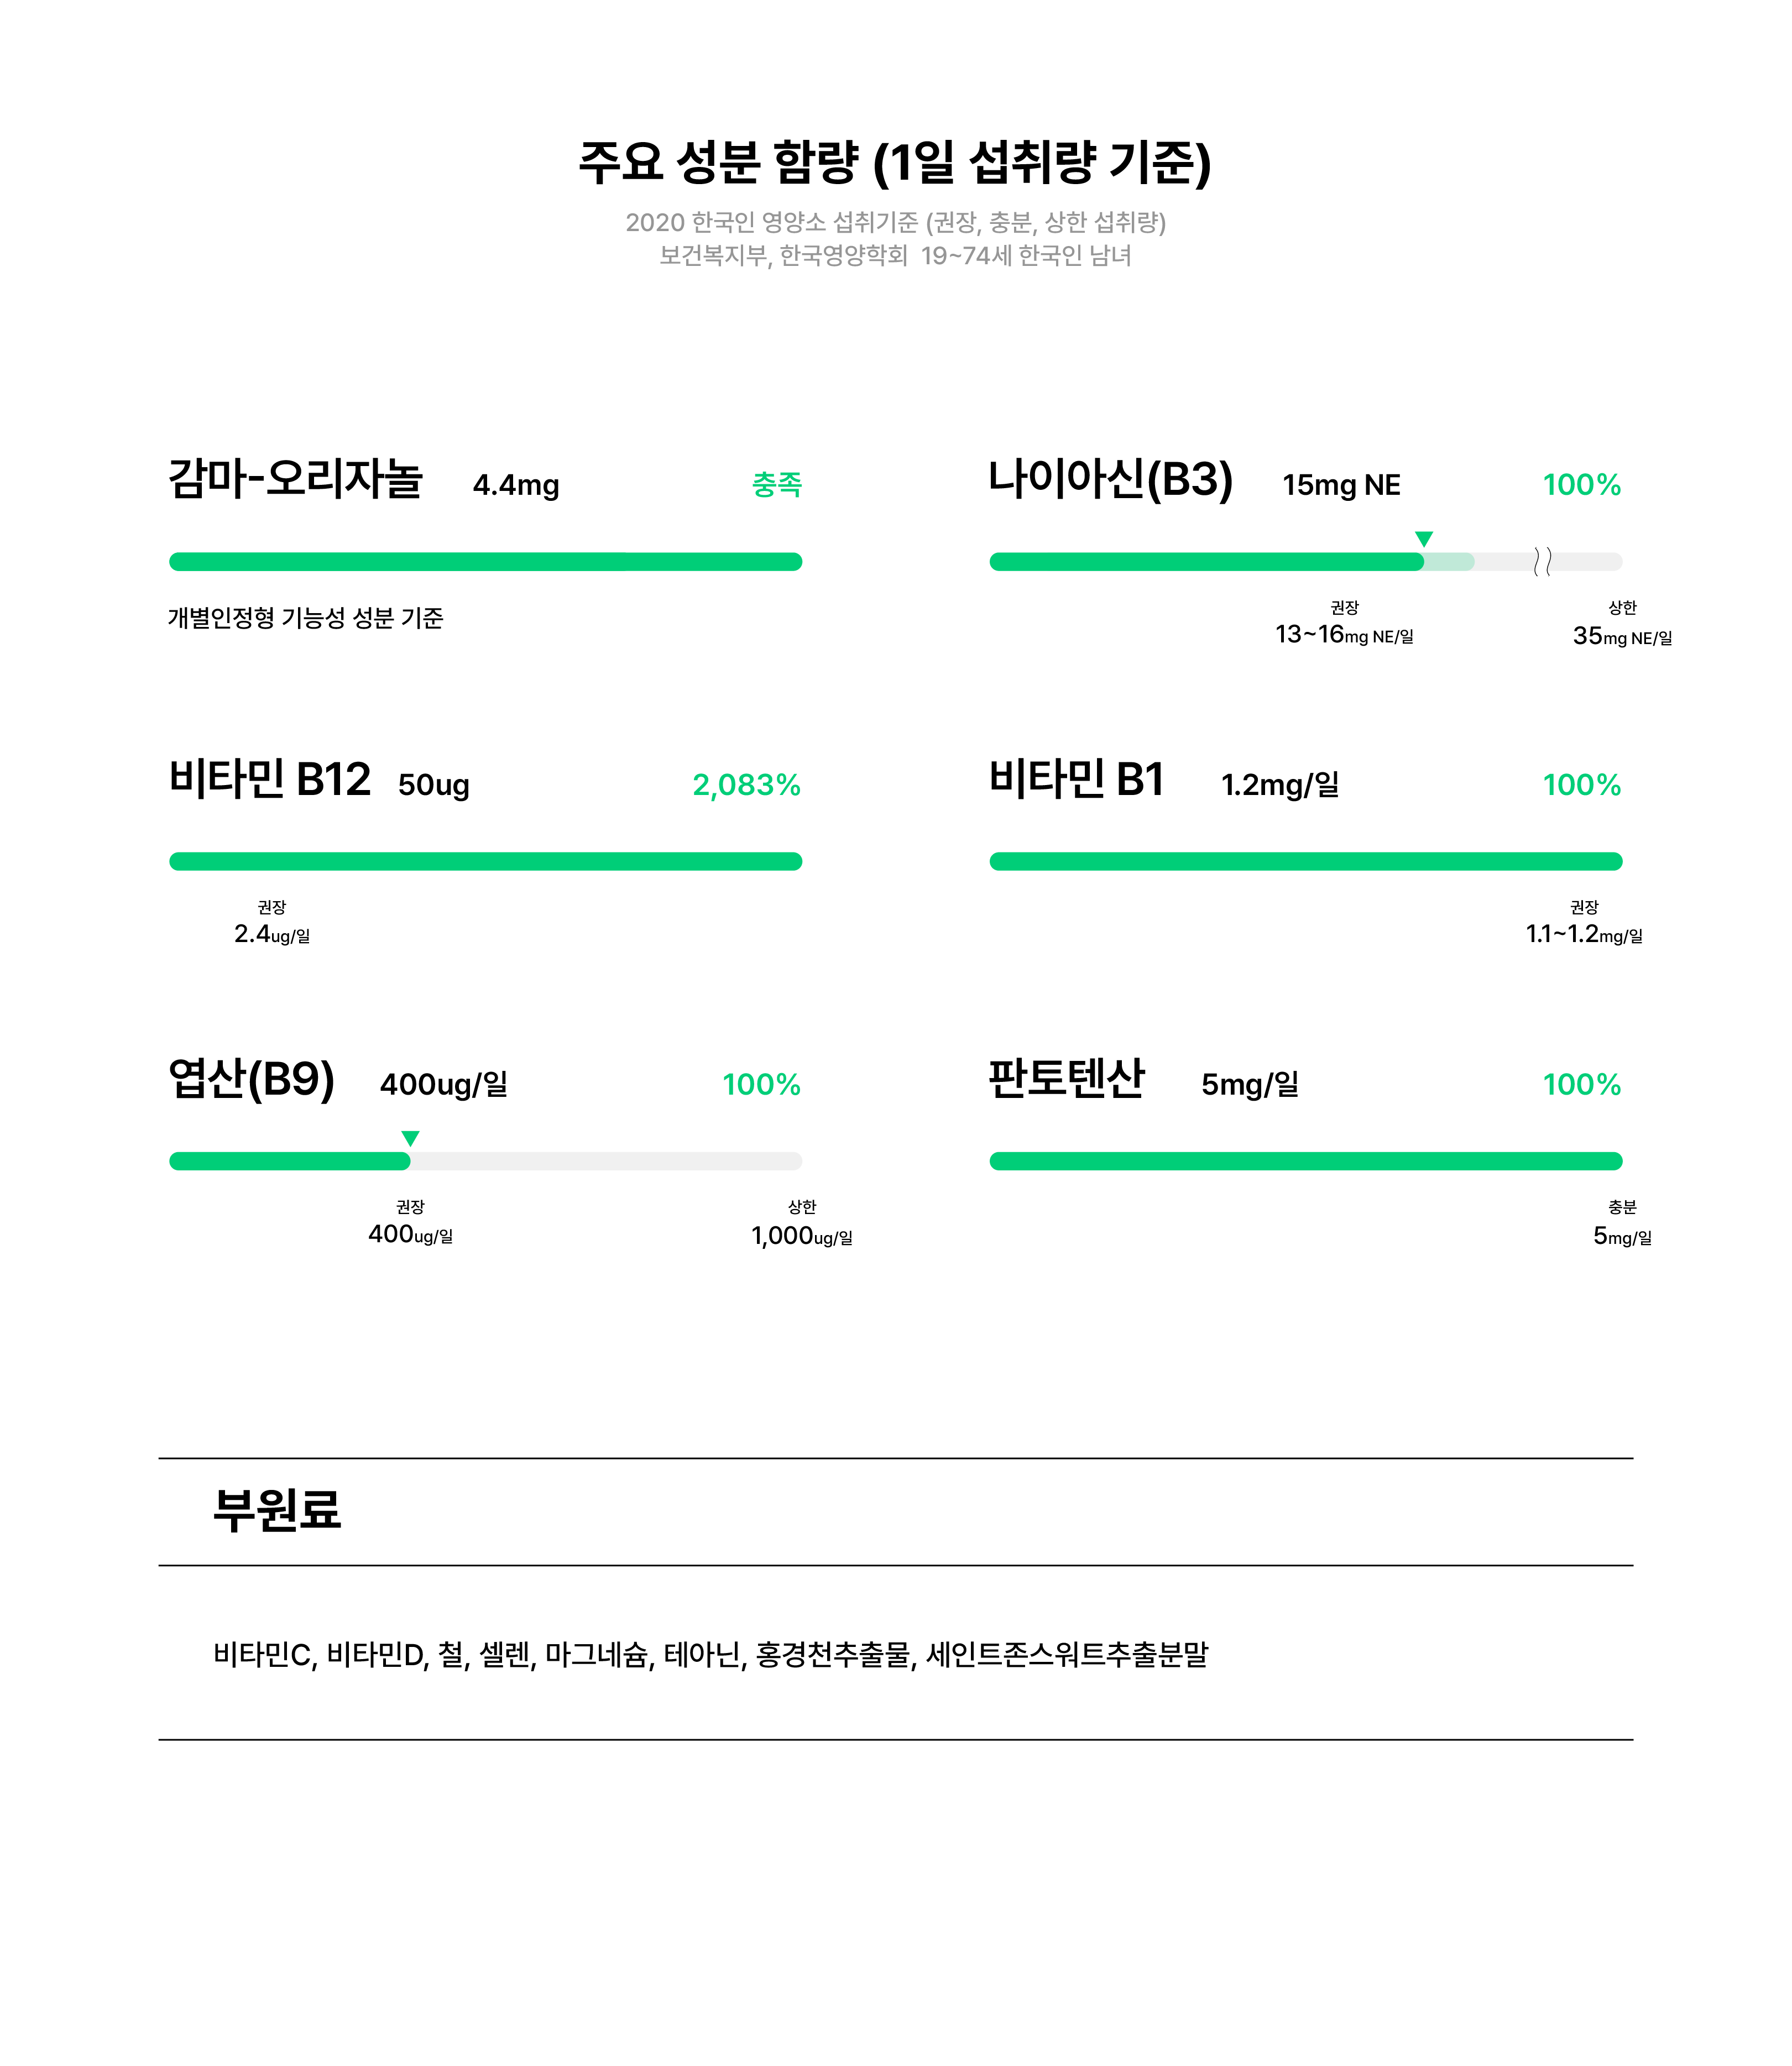 주요 성분 함량 (1일 섭취량 기준)
2020 한국인 영양소 섭취기준 (권장, 충분, 상한 섭취량)
보건복지부, 한국영양학회 19~74세 한국인 남녀
감마-오리자놀 4.4mg 충족
개별인정형 기능성 성분 기준
나이아신(B3) 15mg NE 100%
권장 상한
13~16mg NE/일 35mg NE/일
비타민 B12 50ug 2,083%
권장
2.4ug/일
비타민 B1 1.2mg/일 100%
권장
1.1~1.2mg/일
엽산(B9) 400ug/일 100%
권장 상한
400ug/일 1,000ug/일
판토텐산 5mg/일 100%
충분
5mg/일
부원료
비타민C, 비타민D, 철, 셀렌, 마그네슘, 테아닌, 홍경천추출물, 세인트존스워트추출분말